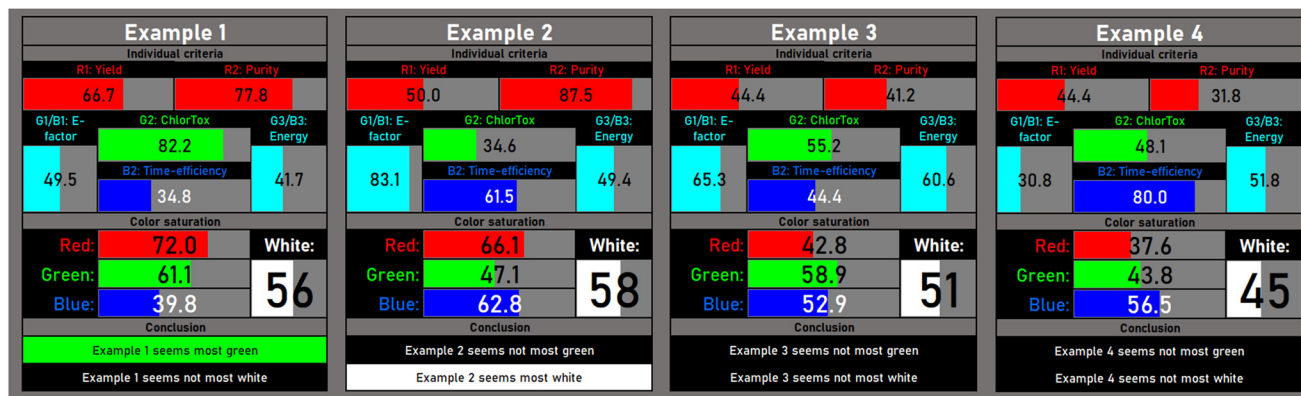 Example 1
Individual criteria
R1: Yield
R2: Purity
66.7
77.8
G1/B1: E-
factor
G2: ChlorTox
G3/B3:
Energy
82.2
49.5
B2: Time-efficiency
41.7
34.8
Color saturation
Red:
72.0
White:
Green:
61.1
56
Blue:
39.8
Conclusion
Example 1 seems most green
Example 1 seems not most white
Example 2
Individual criteria
R1: Yield
R2: Purity
50.0
87.5
G1/B1: E-
factor
G2: ChlorTox
G3/B3:
Energy
34.6
83.1
B2: Time-efficiency
49.4
61.5
Color saturation
Red:
66.1
White:
Green:
47.1
58
Blue:
62.8
Conclusion
Example 2 seems not most green
Example 2 seems most white
Example 3
Individual criteria
R1: Yield
R2: Purity
44.4
41.2
G1/B1: E-
factor
G2: ChlorTox
G3/B3:
Energy
55.2
65.3
B2: Time-efficiency
60.6
44.4
Color saturation
Red:
42.8
White:
Green:
58.9
51
Blue:
52.9
Conclusion
Example 3 seems not most green
Example 3 seems not most white
Example 4
Individual criteria
R1: Yield
R2: Purity
44.4
31.8
G1/B1: E-
factor
G2: ChlorTox
G3/B3:
Energy
48.1
30.8
B2: Time-efficiency
51.8
80.0
Color saturation
Red:
37.6
White:
Green:
43.8
45
Blue:
56.5
Conclusion
Example 4 seems not most green
Example 4 seems not most white